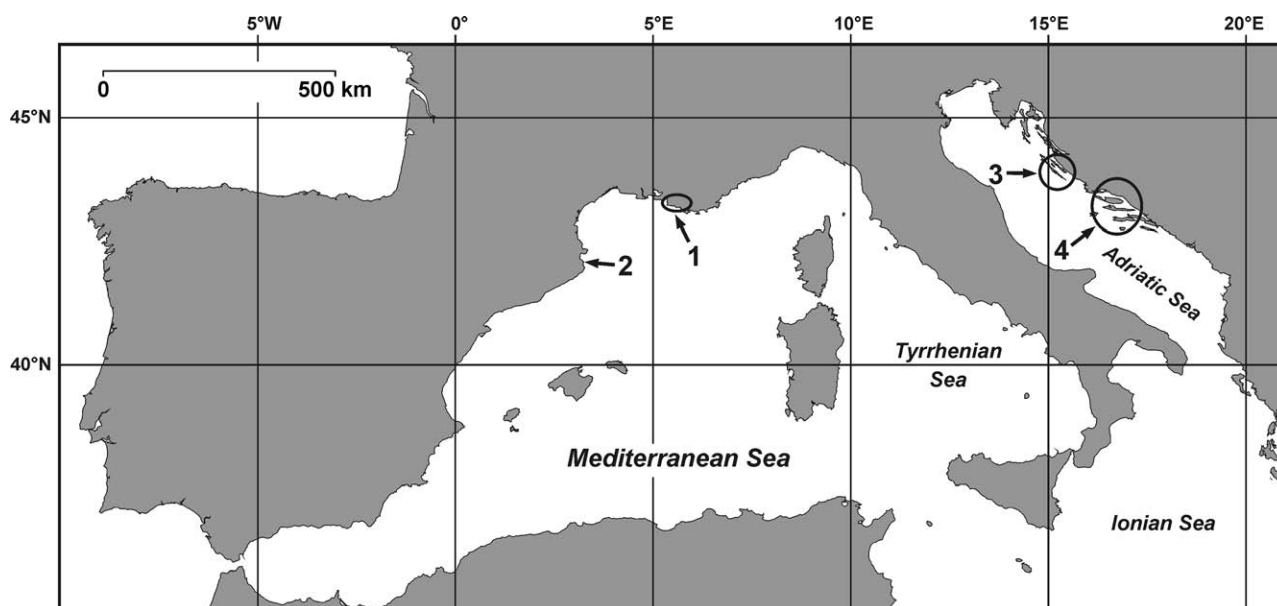 5°W 0° 5°E 10°E 15°E 20°E
0 500 km
45°N
3
1
2
4
Adriatic Sea
40°N
Tyrrhenian
Sea
Mediterranean Sea
Ionian Sea